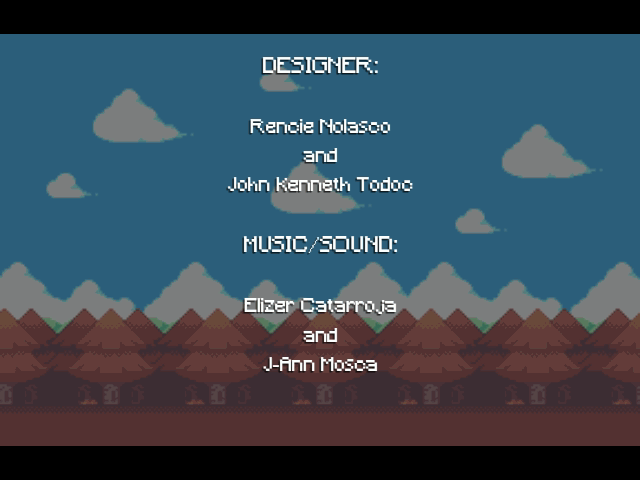 DESIGNER:
Rencie Nolasco
and
John Kenneth Todoc
MUSIC/SOUND:
Elizer Catarroja
and
J-Ann Mosca